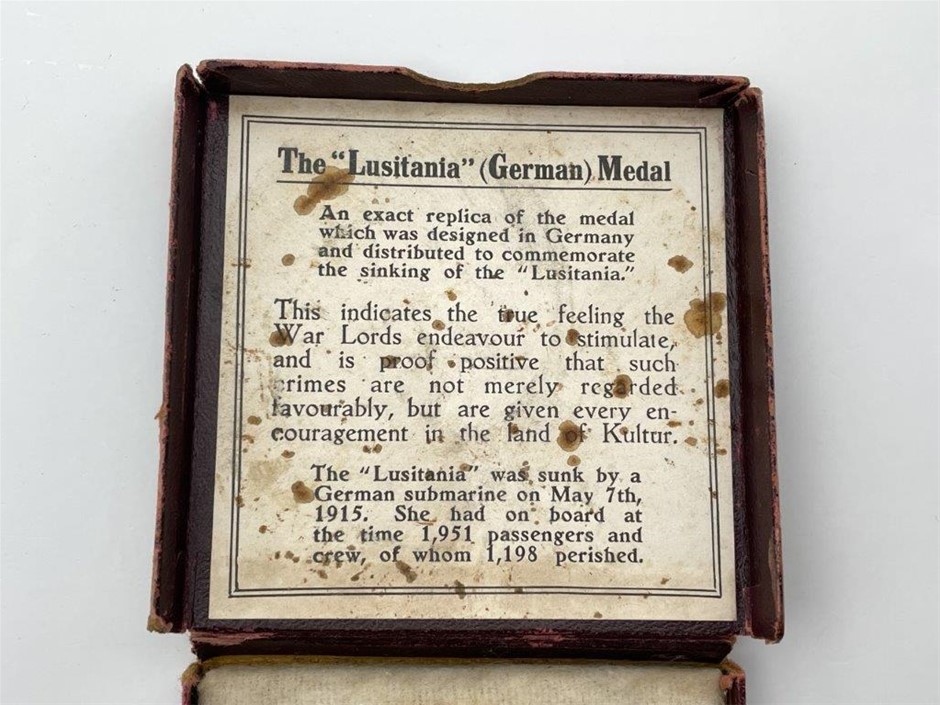 The "Lusitania" (German) Medal
An exact replica of the medal
which was designed in Germany
and distributed to commemorate
the sinking of the "Lusitania."
This indicates the true feeling the
War Lords endeavour to stimulate,
and is proof positive that such
crimes are not merely regarded
favourably, but are given every en-
couragement in the land of Kultur.
The "Lusitania" was sunk by a
German submarine on May 7th,
1915. She had on board at
the time 1,951 passengers and
crew, of whom 1,198 perished.